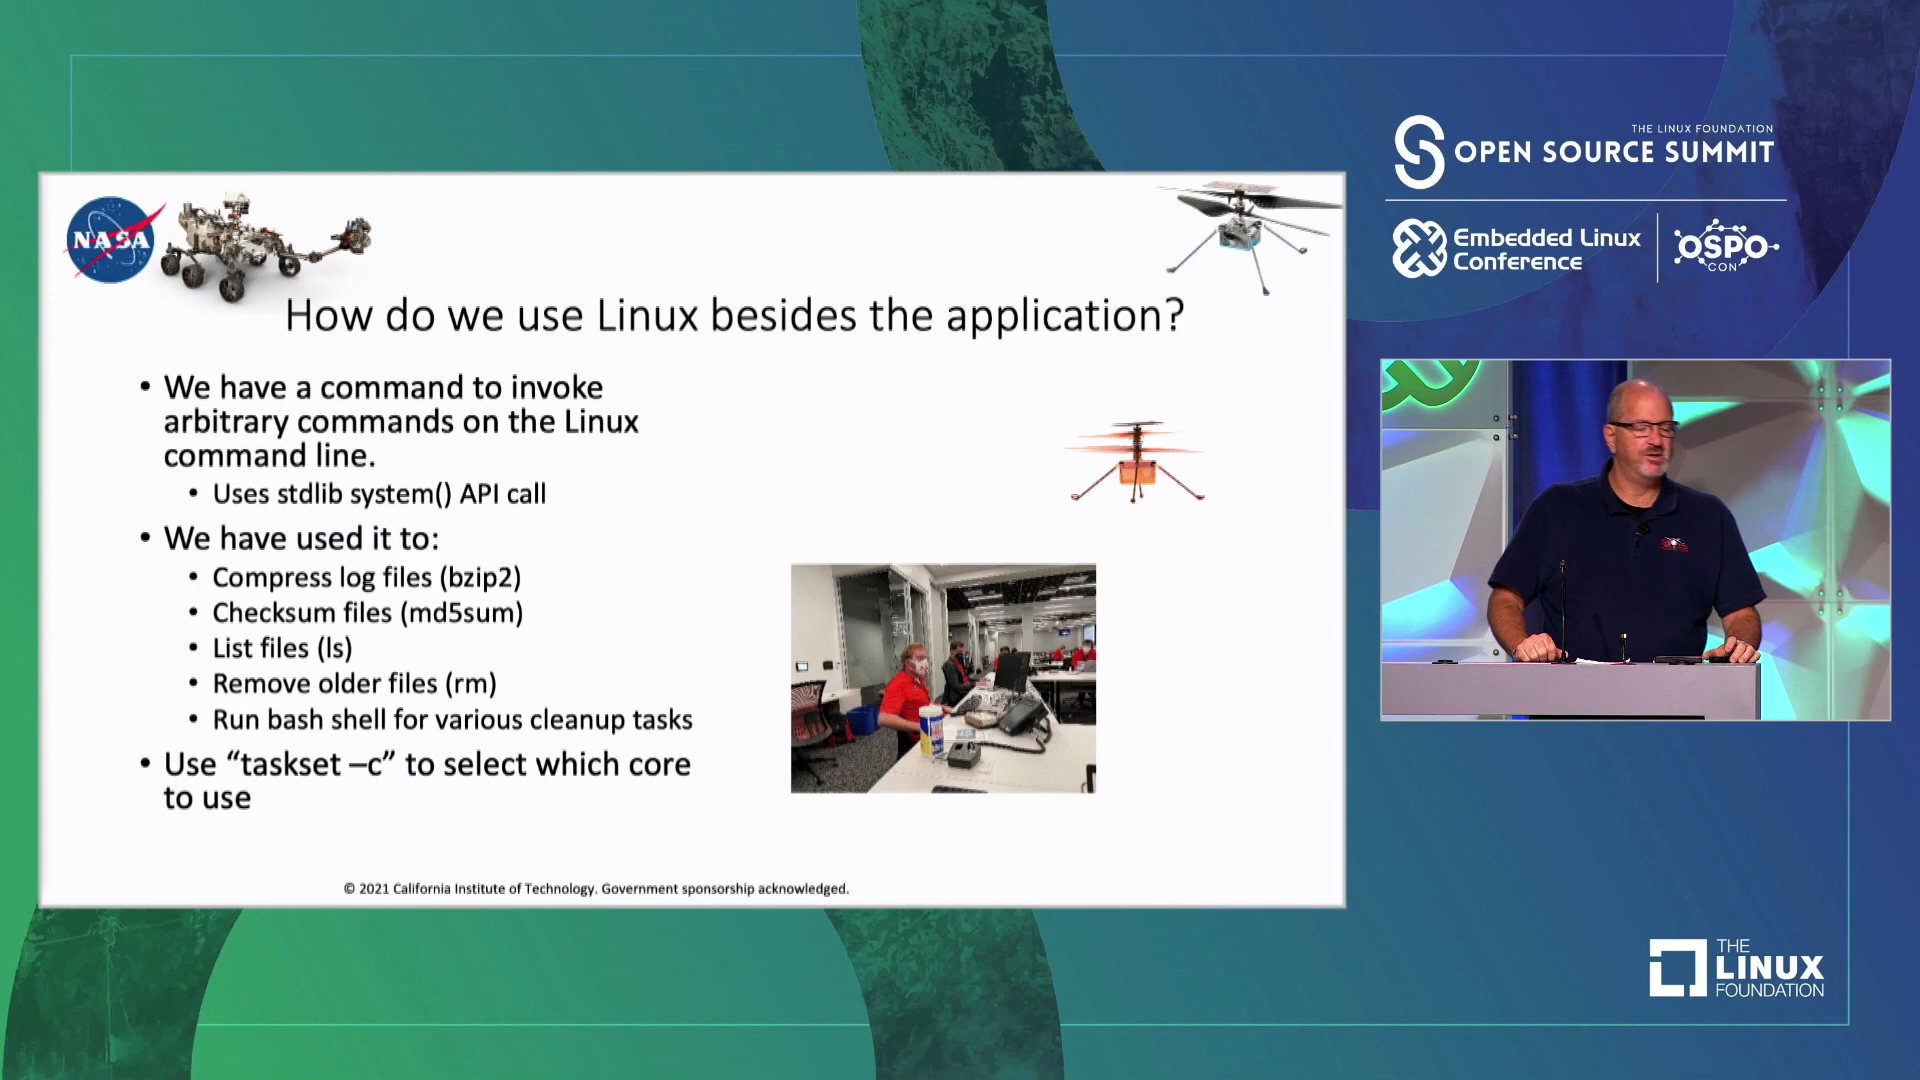 THE LINUX FOUNDATION
OPEN SOURCE SUMMIT
Embedded Linux
Conference
OSPO
CON
NASA
How do we use Linux besides the application?
• We have a command to invoke
arbitrary commands on the Linux
command line.
• Uses stdlib system() API call
• We have used it to:
• Compress log files (bzip2)
• Checksum files (md5sum)
• List files (ls)
• Remove older files (rm)
• Run bash shell for various cleanup tasks
• Use “taskset –c” to select which core
to use
© 2021 California Institute of Technology. Government sponsorship acknowledged.
THE
LINUX
FOUNDATION